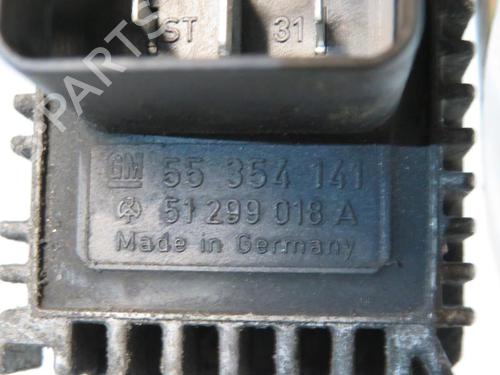 ST 31
GM 55 354 141
51 299 018 A
Made in Germany
B-PARTS